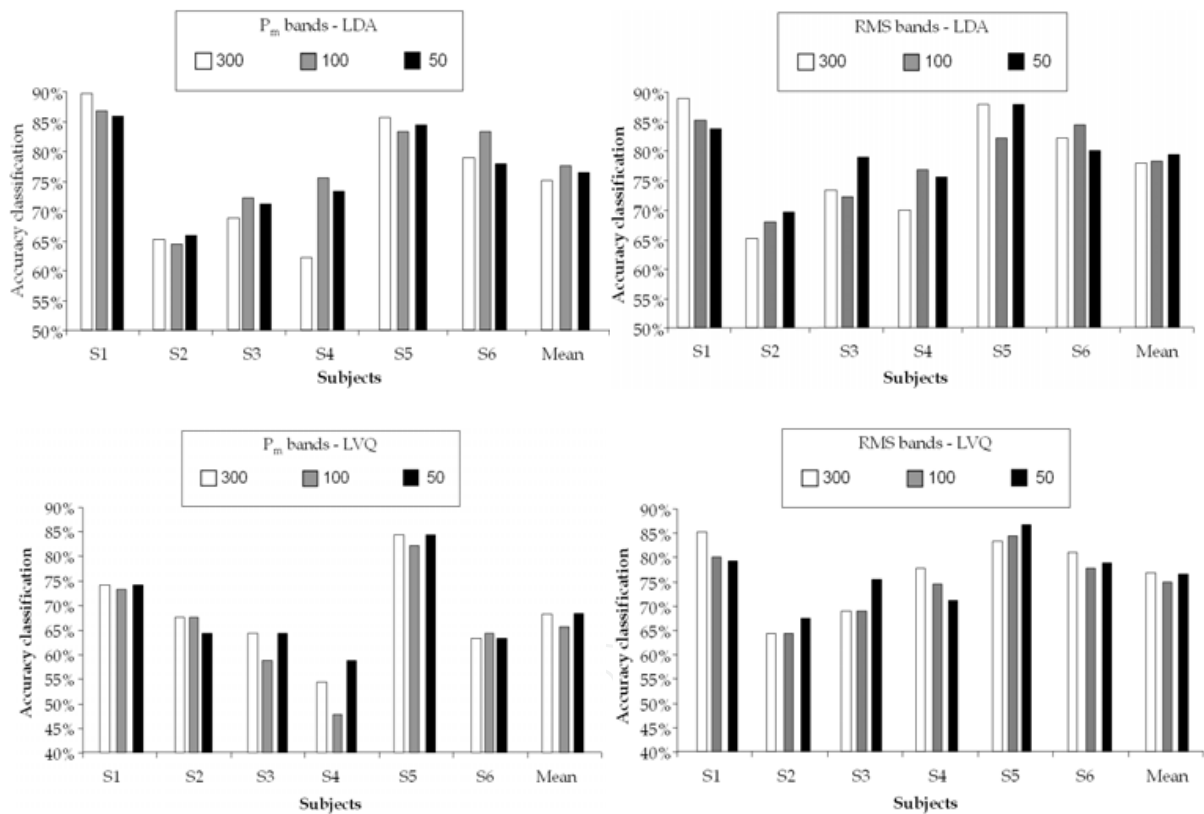 Pm bands - LDA
300 100 50
Accuracy classification
90%
85%
80%
75%
70%
65%
60%
55%
50%
S1 S2 S3 S4 S5 S6 Mean
Subjects
RMS bands - LDA
300 100 50
Accuracy classification
90%
85%
80%
75%
70%
65%
60%
55%
50%
S1 S2 S3 S4 S5 S6 Mean
Subjects
Pm bands - LVQ
300 100 50
Accuracy classification
90%
85%
80%
75%
70%
65%
60%
55%
50%
45%
40%
S1 S2 S3 S4 S5 S6 Mean
Subjects
RMS bands - LVQ
300 100 50
Accuracy classification
90%
85%
80%
75%
70%
65%
60%
55%
50%
45%
40%
S1 S2 S3 S4 S5 S6 Mean
Subjects